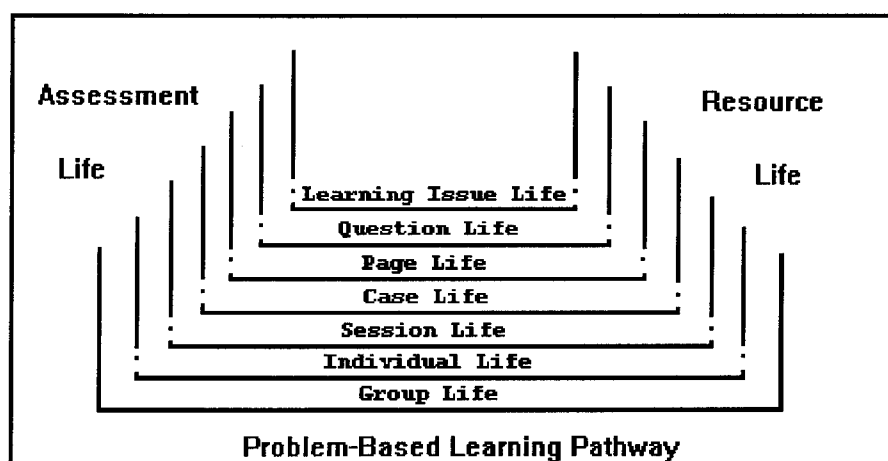 Assessment
Resource
Life
Life
Learning Issue Life
Question Life
Page Life
Case Life
Session Life
Individual Life
Group Life
Problem-Based Learning Pathway